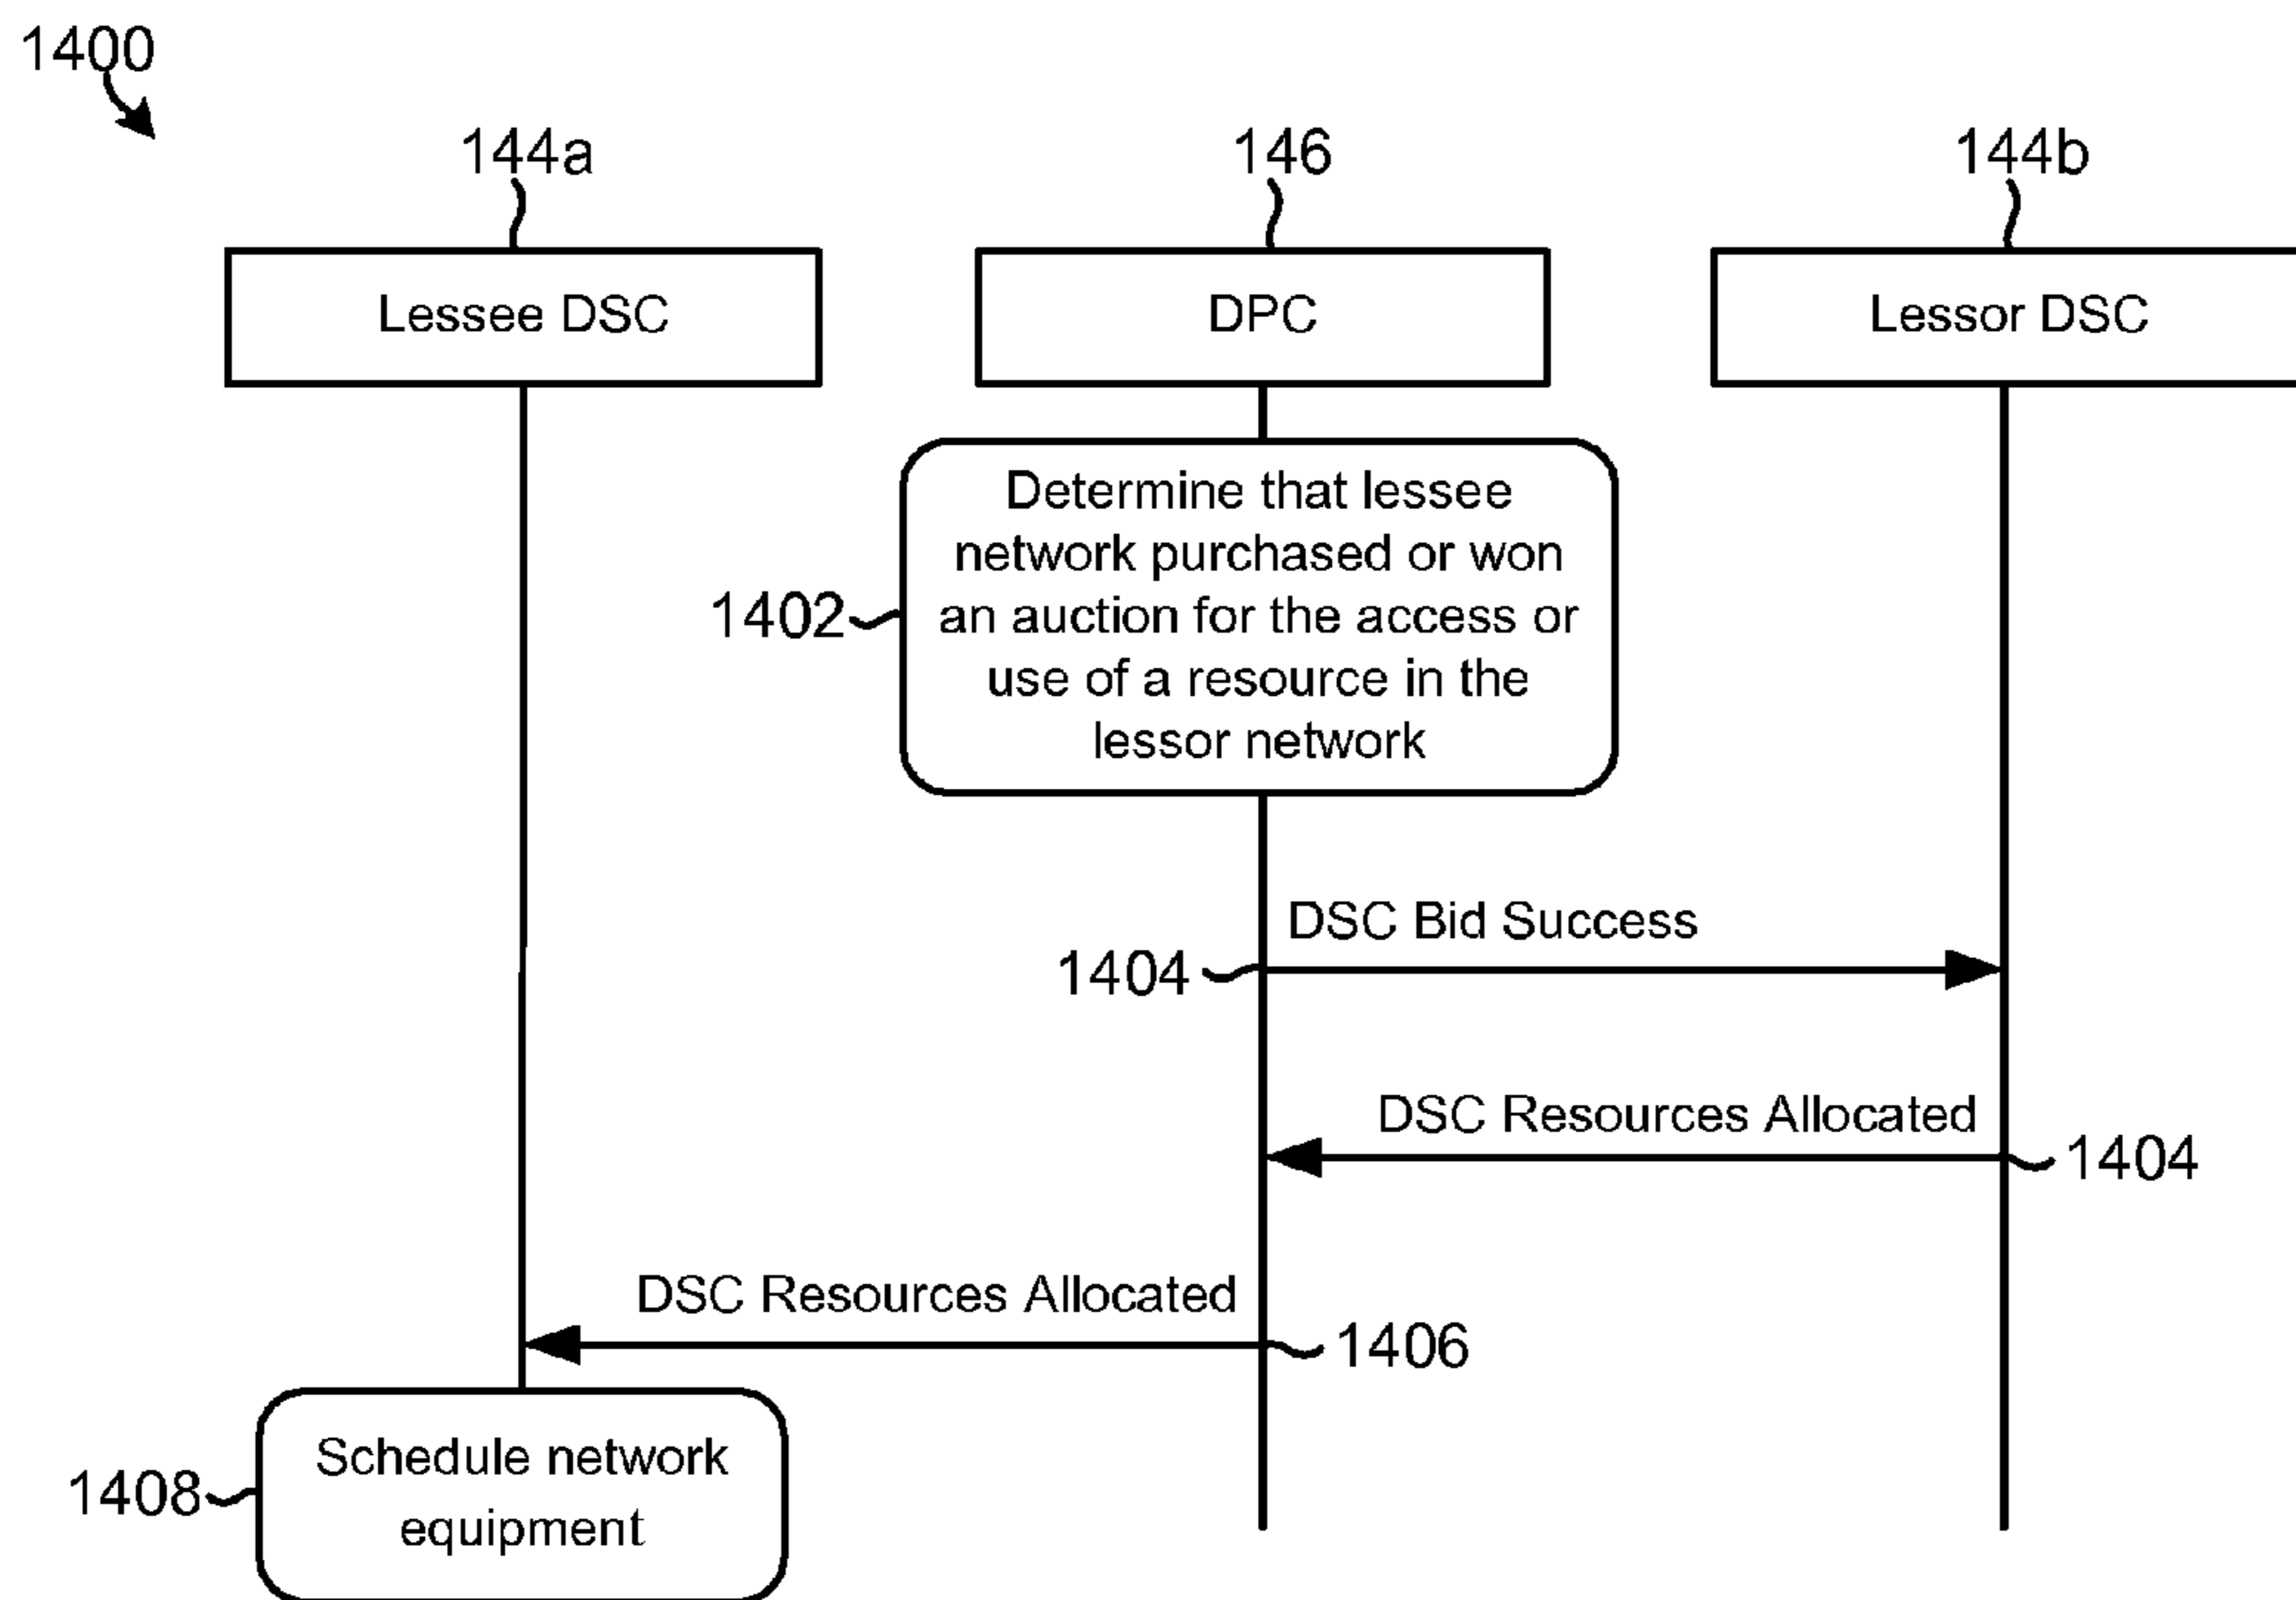 1400
144a
146
144b
Lessee DSC
DPC
Lessor DSC
Determine that lessee
network purchased or won
an auction for the access or
use of a resource in the
lessor network
1402
DSC Bid Success
1404
DSC Resources Allocated
1404
DSC Resources Allocated
1406
Schedule network
equipment
1408